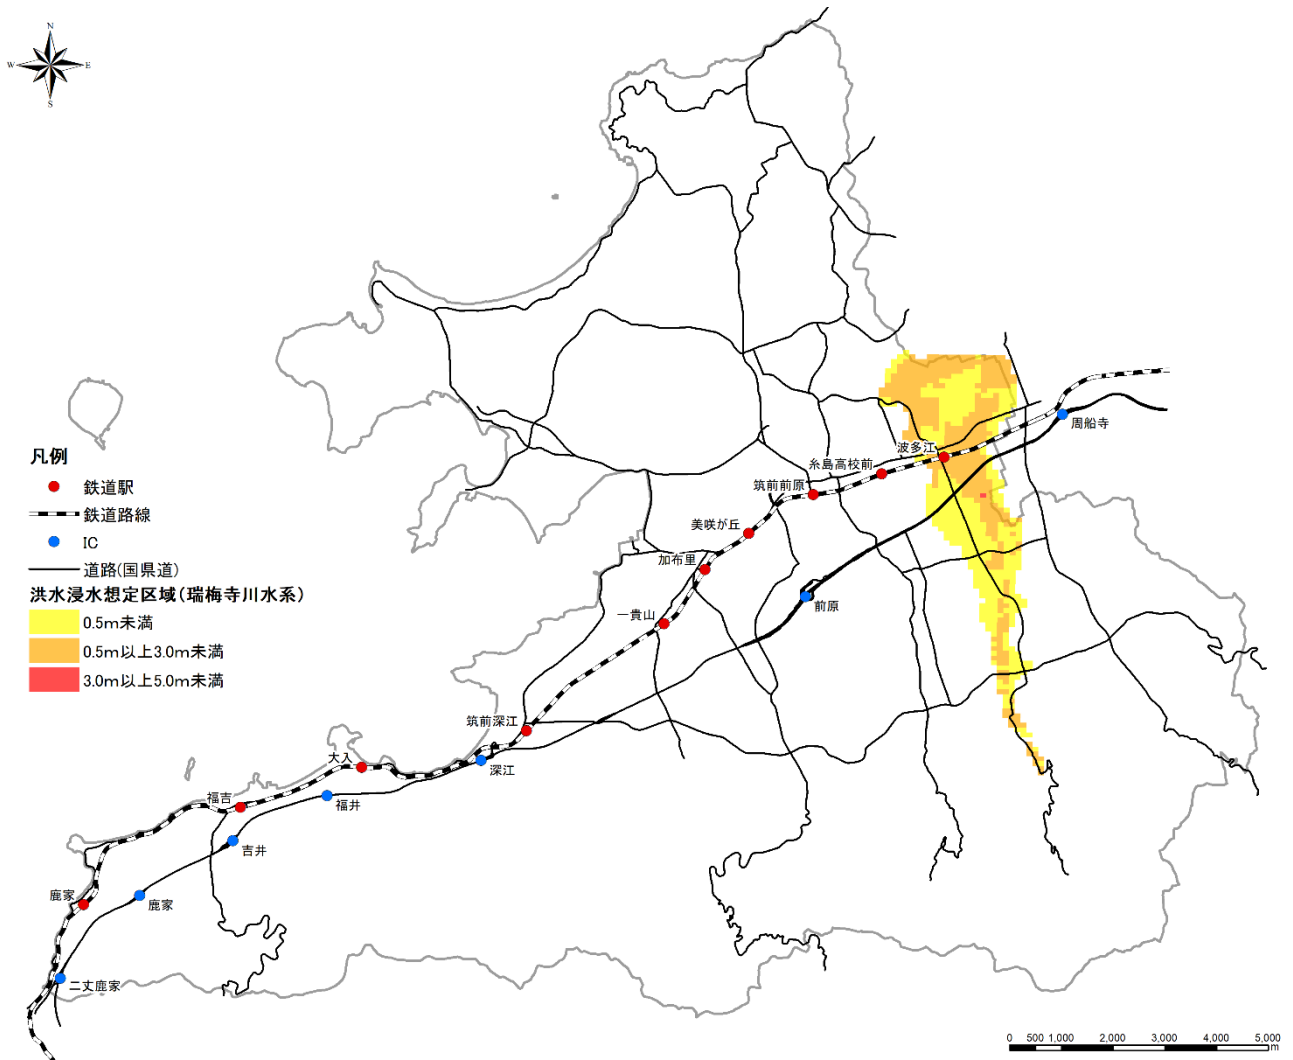 N
W
E
S
凡例
鉄道駅
鉄道路線
IC
道路(国県道)
洪水浸水想定区域(瑞梅寺川水系)
0.5m未満
0.5m以上3.0m未満
3.0m以上5.0m未満
周船寺
波多江
糸島高校前
筑前前原
美咲が丘
加布里
前原
一貴山
筑前深江
深江
大入
福井
福吉
吉井
鹿家
鹿家
二丈鹿家
0 500 1,000 2,000 3,000 4,000 5,000
m